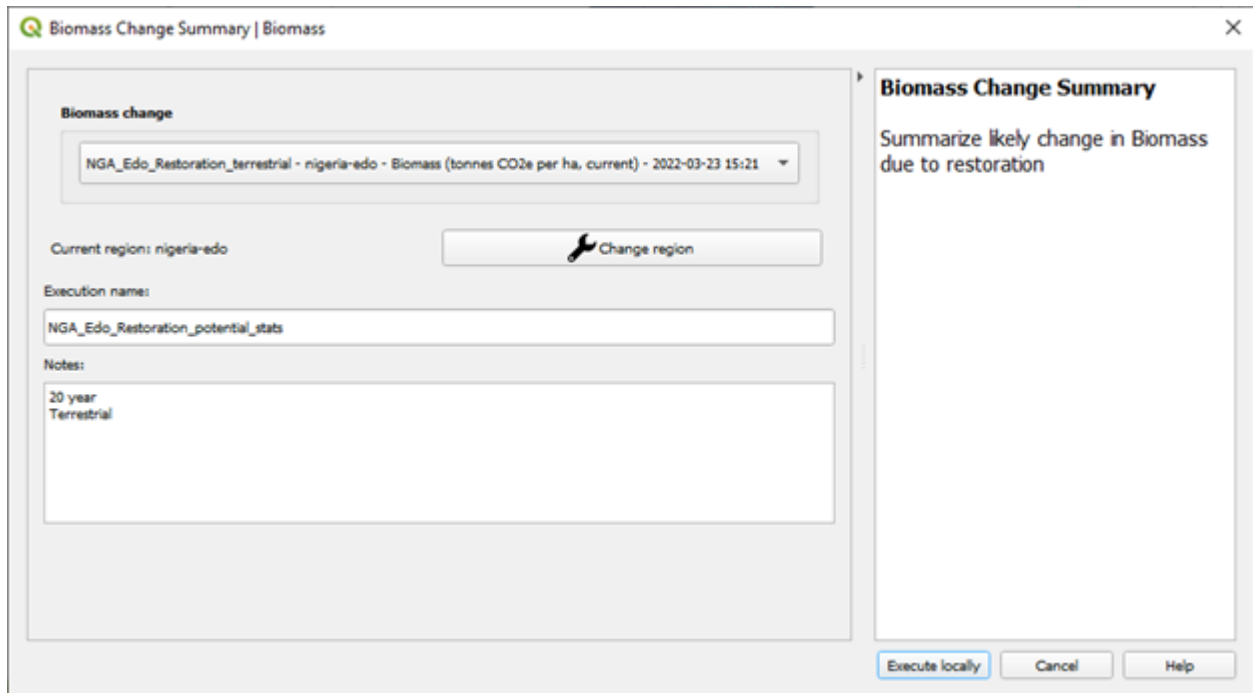 Biomass Change Summary | Biomass
Biomass change
NGA_Edo_Restoration_terrestrial - nigeria-edo - Biomass (tonnes CO2e per ha, current) - 2022-03-23 15:21
Current region: nigeria-edo
Change region
Execution name:
NGA_Edo_Restoration_potential_stats
Notes:
20 year
Terrestrial
Biomass Change Summary
Summarize likely change in Biomass
due to restoration
Execute locally
Cancel
Help